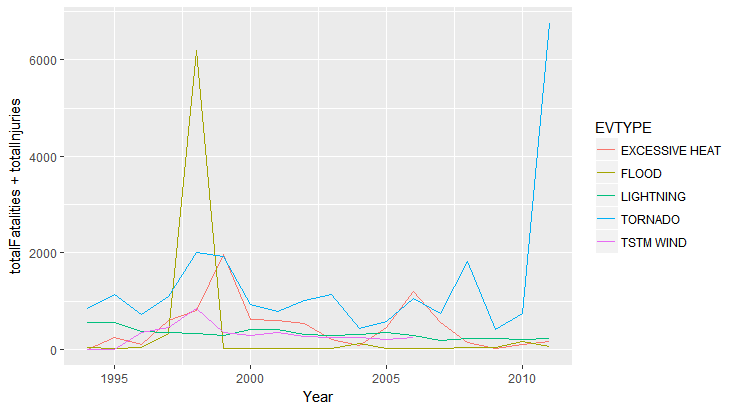 6000
4000
2000
0
1995
2000
2005
2010
Year
totalFatalities + totalInjuries
EVTYPE
EXCESSIVE HEAT
FLOOD
LIGHTNING
TORNADO
TSTM WIND